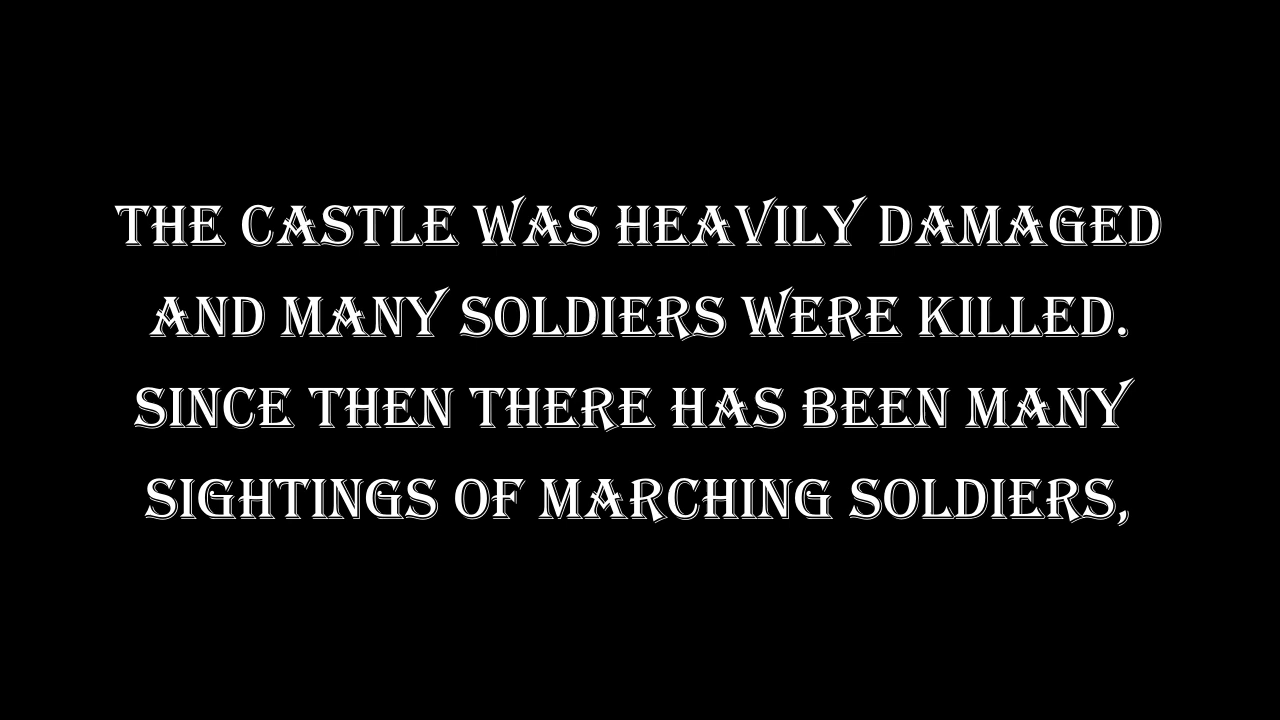 THE CASTLE WAS HEAVILY DAMAGED
AND MANY SOLDIERS WERE KILLED.
SINCE THEN THERE HAS BEEN MANY
SIGHTINGS OF MARCHING SOLDIERS,